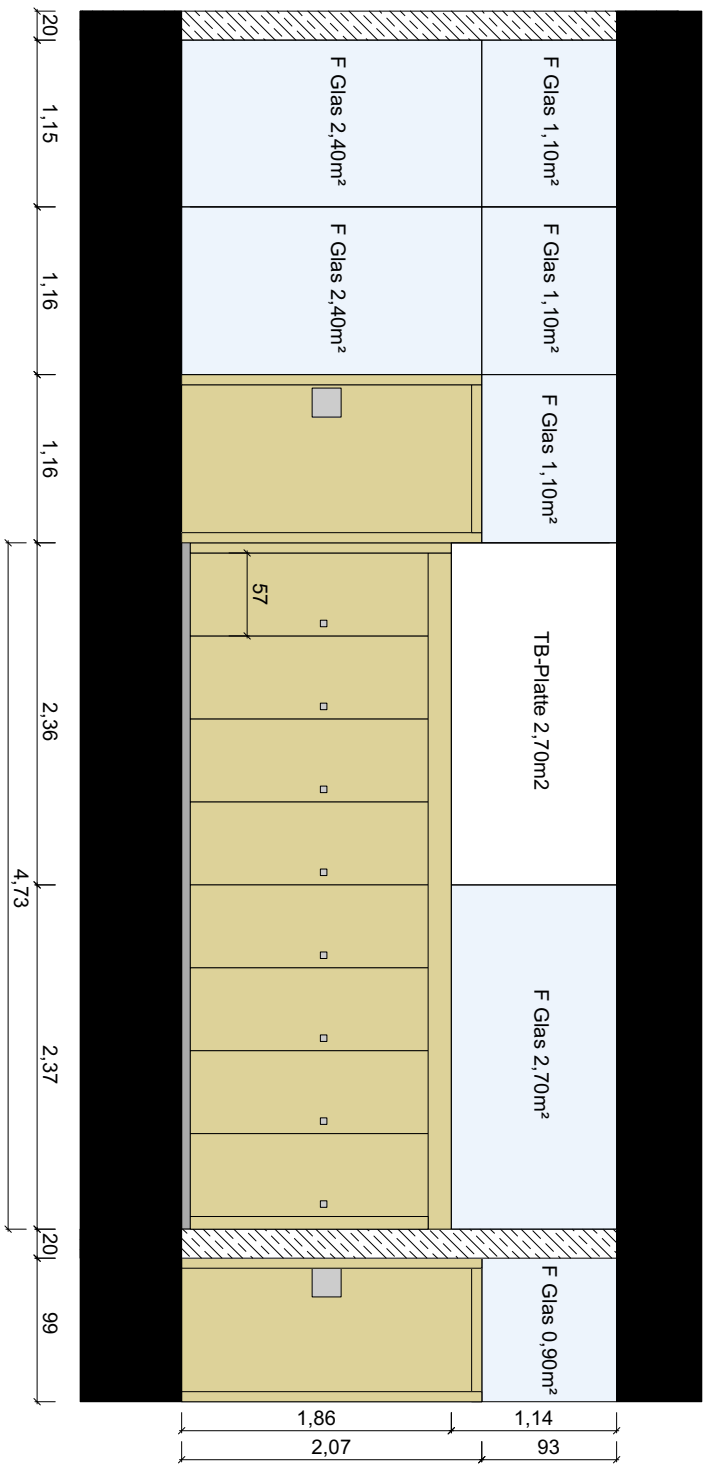 F Glas 1,10m²
F Glas 1,10m²
F Glas 1,10m²
TB-Platte 2,70m2
F Glas 2,70m²
F Glas 0,90m²
F Glas 2,40m²
F Glas 2,40m²
57
20
1,15
1,16
1,16
2,36
2,37
20
99
4,73
1,86
1,14
2,07
93